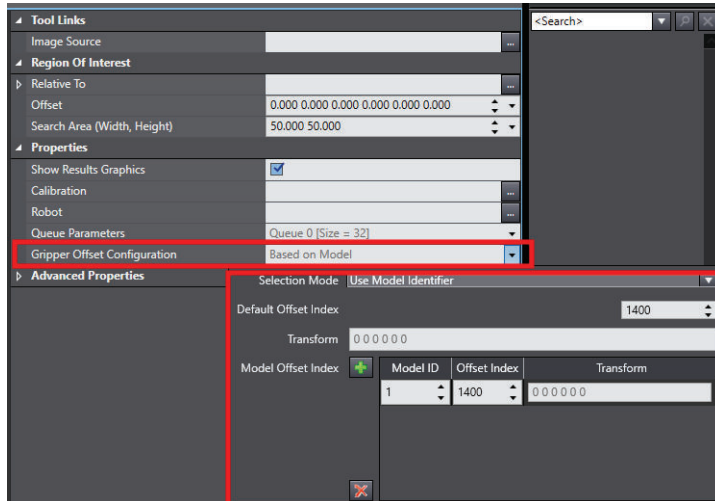 Tool Links
<Search>
Image Source
...
Region Of Interest
Relative To
...
Offset 0.000 0.000 0.000 0.000 0.000 0.000
Search Area (Width, Height) 50.000 50.000
Properties
Show Results Graphics
Calibration
...
Robot
...
Queue Parameters Queue 0 [Size = 32]
Gripper Offset Configuration Based on Model
Advanced Properties
Selection Mode Use Model Identifier
Default Offset Index 1400
Transform 0 0 0 0 0 0
Model Offset Index Model ID Offset Index Transform
1 1400 0 0 0 0 0 0